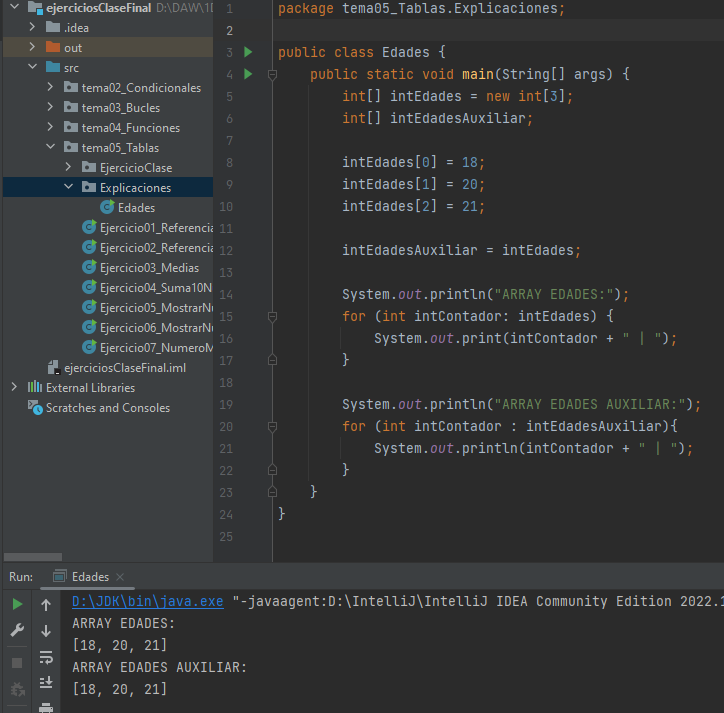 ejerciciosClaseFinal D:\DAW\1D
.idea
out
src
tema02_Condicionales
tema03_Bucles
tema04_Funciones
tema05_Tablas
EjercicioClase
Explicaciones
Edades
Ejercicio01_Referencia
Ejercicio02_Referencia
Ejercicio03_Medias
Ejercicio04_Suma10N
Ejercicio05_MostrarNu
Ejercicio06_MostrarNu
Ejercicio07_NumeroM
ejerciciosClaseFinal.iml
External Libraries
Scratches and Consoles
1 package tema05_Tablas.Explicaciones;
2
3 public class Edades {
4 public static void main(String[] args) {
5 int[] intEdades = new int[3];
6 int[] intEdadesAuxiliar;
7
8 intEdades[0] = 18;
9 intEdades[1] = 20;
10 intEdades[2] = 21;
11
12 intEdadesAuxiliar = intEdades;
13
14 System.out.println("ARRAY EDADES:");
15 for (int intContador: intEdades) {
16 System.out.print(intContador + " | ");
17 }
18
19 System.out.println("ARRAY EDADES AUXILIAR:");
20 for (int intContador : intEdadesAuxiliar){
21 System.out.println(intContador + " | ");
22 }
23 }
24 }
25
Run: Edades
D:\JDK\bin\java.exe "-javaagent:D:\IntelliJ\IntelliJ IDEA Community Edition 2022.1
ARRAY EDADES:
[18, 20, 21]
ARRAY EDADES AUXILIAR:
[18, 20, 21]